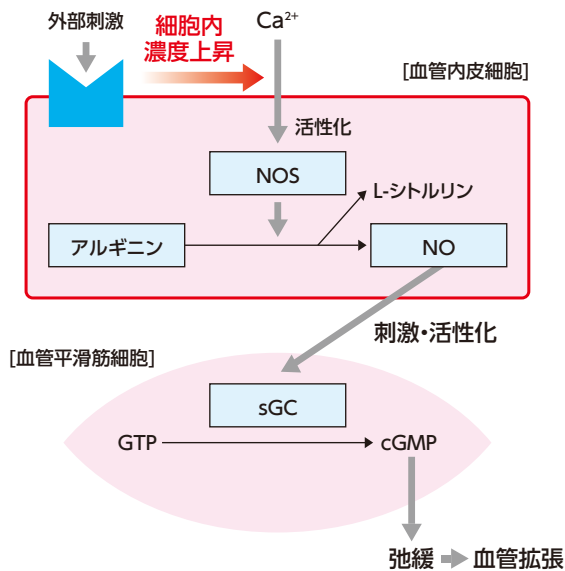 外部刺激
細胞内
濃度上昇
Ca²⁺
[血管内皮細胞]
活性化
NOS
L-シトルリン
アルギニン
NO
刺激・活性化
[血管平滑筋細胞]
sGC
GTP
cGMP
弛緩
血管拡張